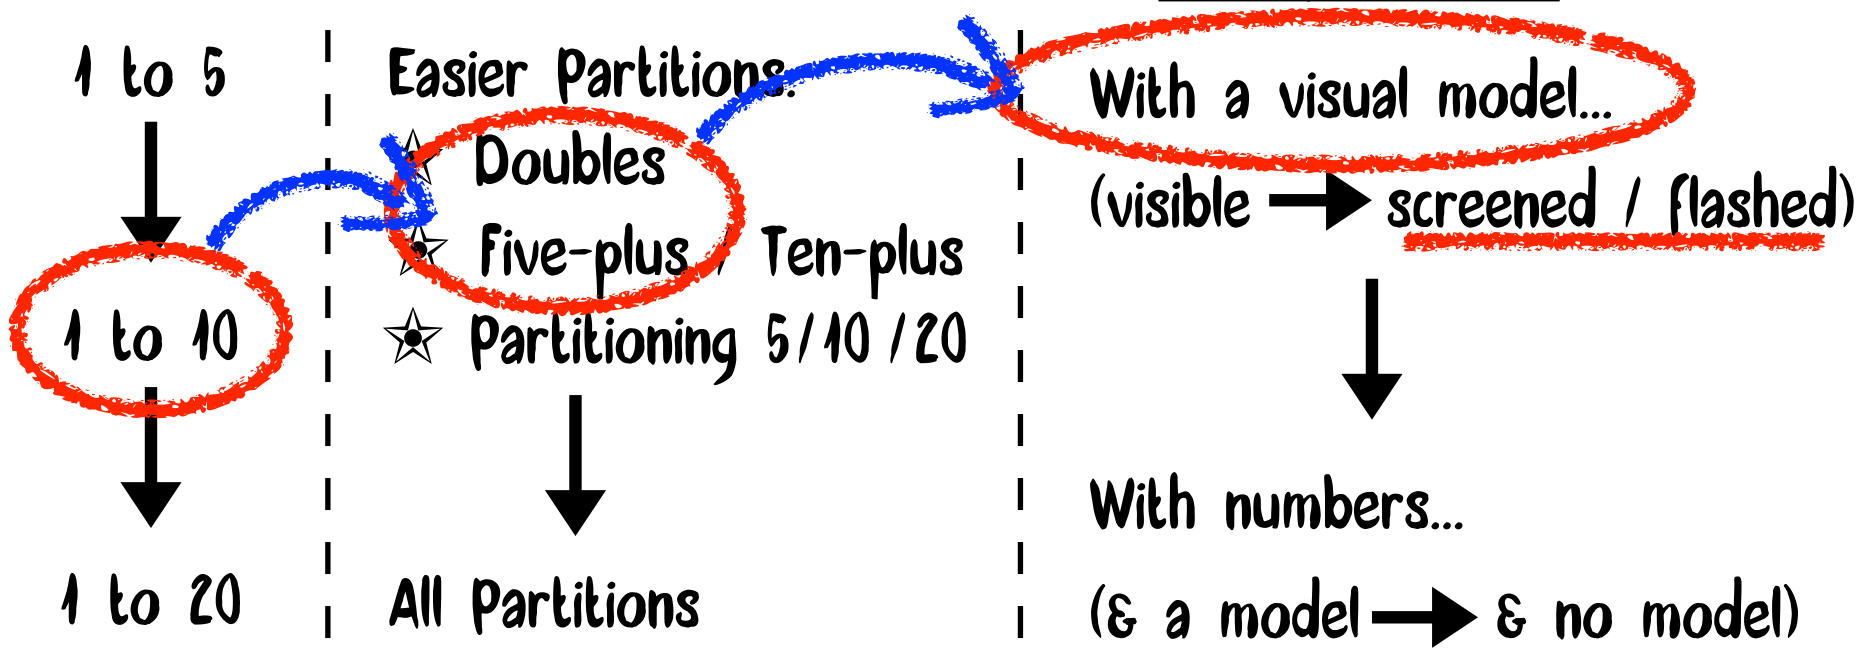 1 to 5
1 to 10
1 to 20
Easier Partitions:
Doubles
Five-plus / Ten-plus
Partitioning 5/10/20
All Partitions
With a visual model...
(visible → screened / flashed)
With numbers...
(& a model → & no model)